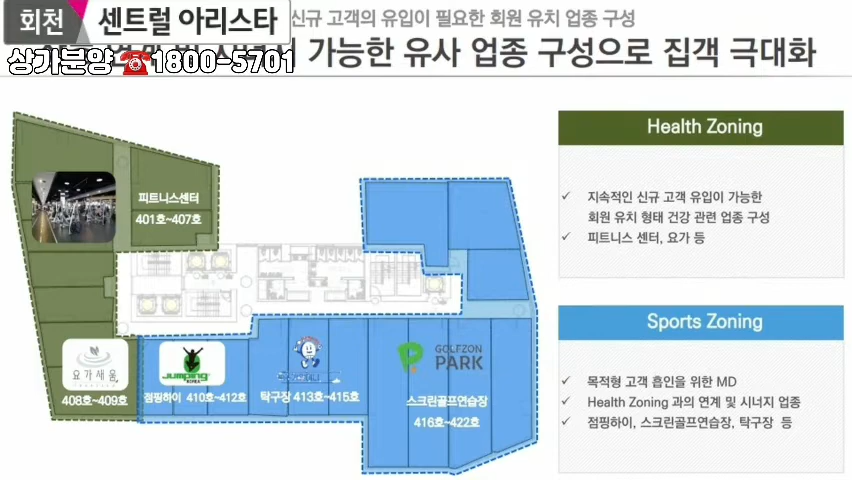 회천 센트럴 아리스타
신규 고객의 유입이 필요한 회원 유치 업종 구성
가능한 유사 업종 구성으로 집객 극대화
상가분양☎1800-5701
Health Zoning
✓ 지속적인 신규 고객 유입이 가능한
회원 유치 형태 건강 관련 업종 구성
✓ 피트니스 센터, 요가 등
피트니스센터
401호~407호
Sports Zoning
✓ 목적형 고객 흡인을 위한 MD
✓ Health Zoning 과의 연계 및 시너지 업종
✓ 점핑하이, 스크린골프연습장, 탁구장 등
요가새움
408호~409호
JUMPING
KOREA
점핑하이 410호~412호
탁구장 413호~415호
GOLFZON
PARK
스크린골프연습장
416호~422호